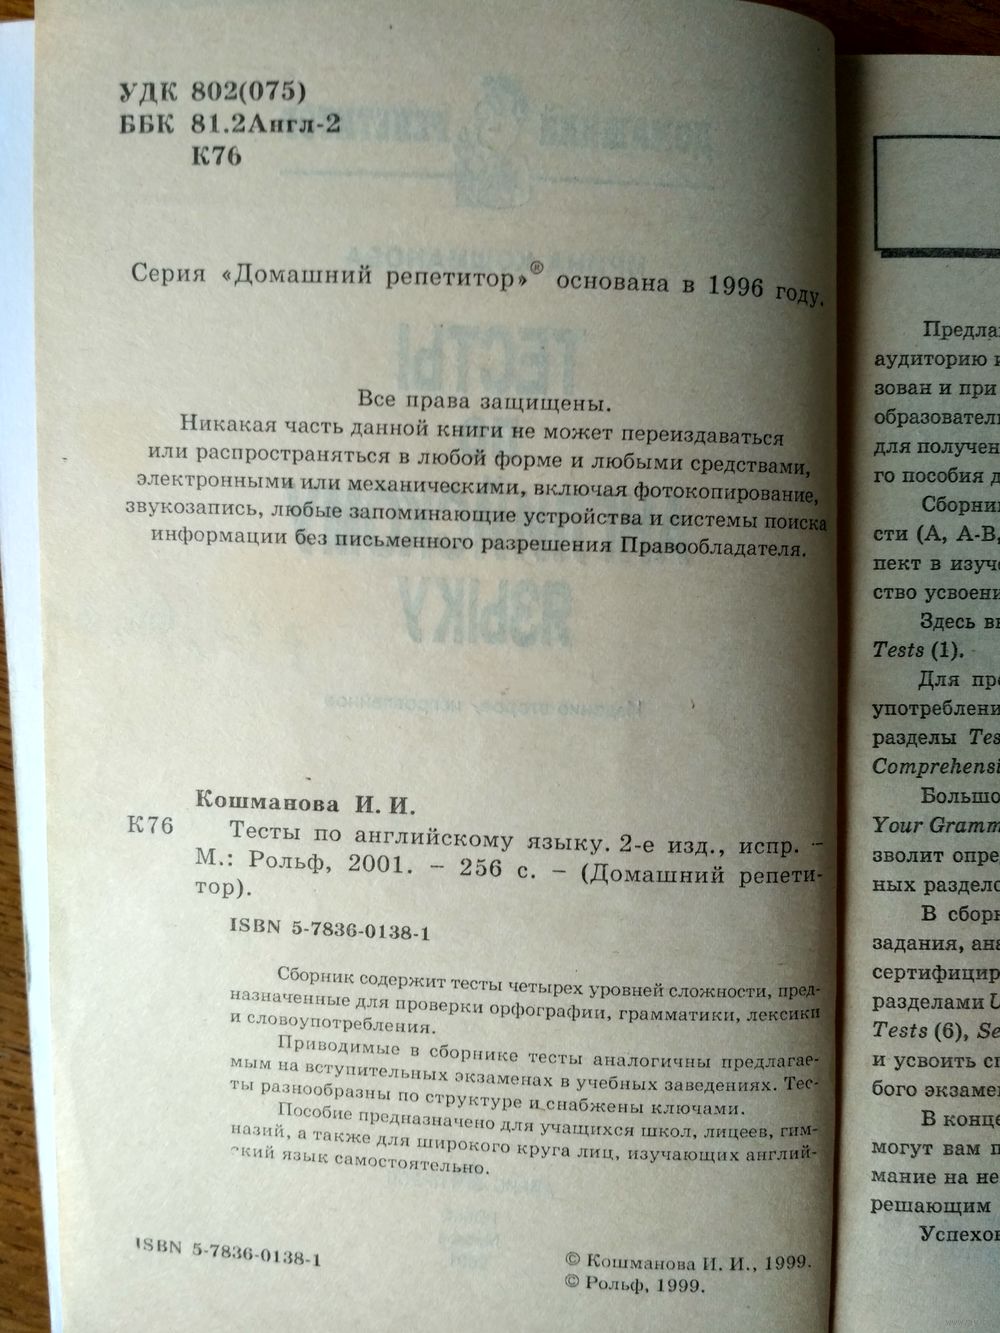 УДК 802(075)
ББК 81.2Англ-2
К76
Серия «Домашний репетитор»® основана в 1996 году.
Все права защищены.
Никакая часть данной книги не может переиздаваться
или распространяться в любой форме и любыми средствами,
электронными или механическими, включая фотокопирование,
звукозапись, любые запоминающие устройства и системы поиска
информации без письменного разрешения Правообладателя.
Кошманова И. И.
К76 Тесты по английскому языку. 2-е изд., испр. –
М.: Рольф, 2001. – 256 с. – (Домашний репети-
тор).
ISBN 5-7836-0138-1
Сборник содержит тесты четырех уровней сложности, пред-
назначенные для проверки орфографии, грамматики, лексики
и словоупотребления.
Приводимые в сборнике тесты аналогичны предлагае-
мым на вступительных экзаменах в учебных заведениях. Тес-
ты разнообразны по структуре и снабжены ключами.
Пособие предназначено для учащихся школ, лицеев, гим-
назий, а также для широкого круга лиц, изучающих англий-
ский язык самостоятельно.
ISBN 5-7836-0138-1
© Кошманова И. И., 1999.
© Рольф, 1999.
Предла
аудиторию
зован и при
образовател
для получен
го пособия д
Сборни
сти (А, А-В,
пект в изуч
ство усвоени
Здесь в
Tests (1).
Для пр
употреблени
разделы Tes
Comprehensi
Большо
Your Gramm
зволит опре
ных раздело
В сборн
задания, ана
сертифицир
разделами U
Tests (6), Se
и усвоить сп
бого экзаме
В конце
могут вам п
мание на не
решающим
Успехов